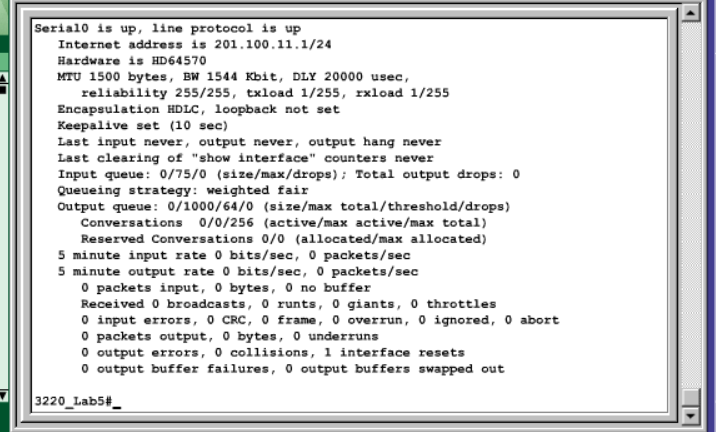 Serial0 is up, line protocol is up
Internet address is 201.100.11.1/24
Hardware is HD64570
MTU 1500 bytes, BW 1544 Kbit, DLY 20000 usec,
reliability 255/255, txload 1/255, rxload 1/255
Encapsulation HDLC, loopback not set
Keepalive set (10 sec)
Last input never, output never, output hang never
Last clearing of "show interface" counters never
Input queue: 0/75/0 (size/max/drops); Total output drops: 0
Queueing strategy: weighted fair
Output queue: 0/1000/64/0 (size/max total/threshold/drops)
Conversations  0/0/256 (active/max active/max total)
Reserved Conversations 0/0 (allocated/max allocated)
5 minute input rate 0 bits/sec, 0 packets/sec
5 minute output rate 0 bits/sec, 0 packets/sec
0 packets input, 0 bytes, 0 no buffer
Received 0 broadcasts, 0 runts, 0 giants, 0 throttles
0 input errors, 0 CRC, 0 frame, 0 overrun, 0 ignored, 0 abort
0 packets output, 0 bytes, 0 underruns
0 output errors, 0 collisions, 1 interface resets
0 output buffer failures, 0 output buffers swapped out
3220_Lab5#_